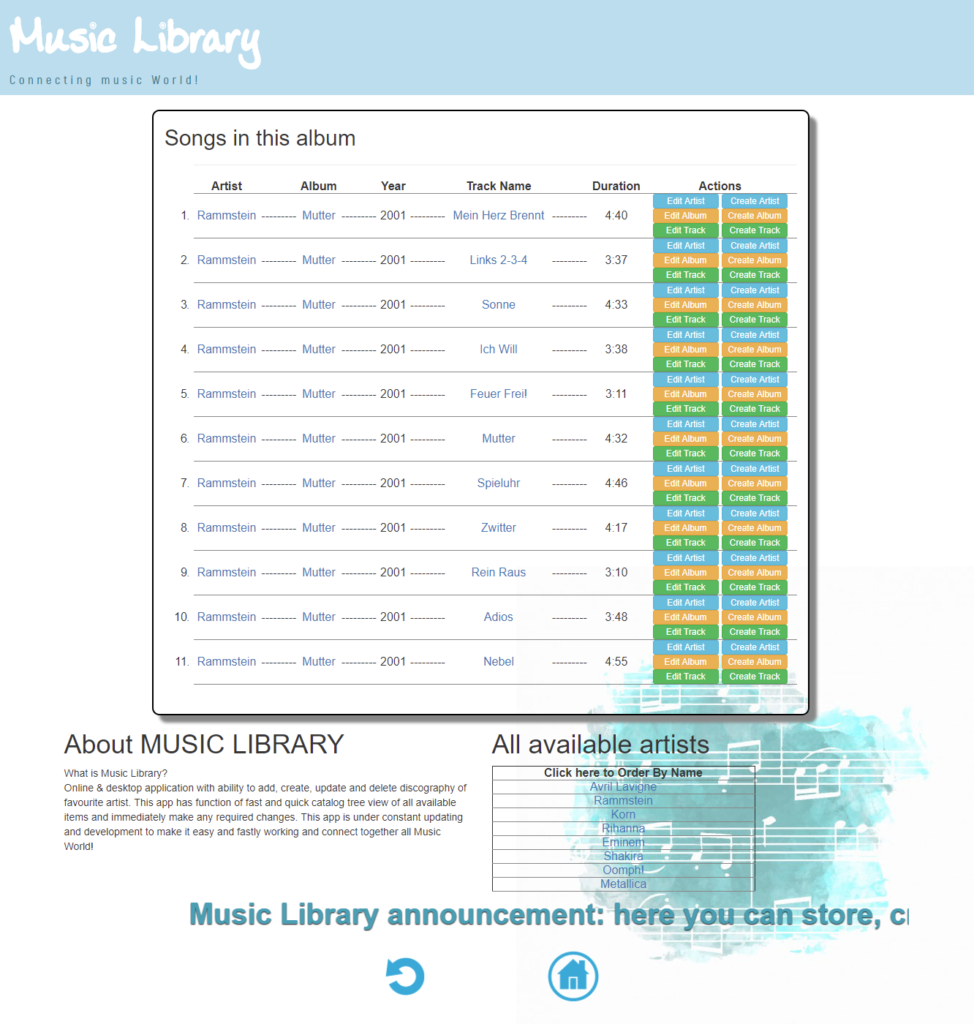 Music Library
Connecting music World!
Songs in this album
Artist Album Year Track Name Duration Actions
Edit Artist Create Artist
1. Rammstein --------- Mutter --------- 2001 --------- Mein Herz Brennt --------- 4:40 Edit Album Create Album
Edit Track Create Track
Edit Artist Create Artist
2. Rammstein --------- Mutter --------- 2001 --------- Links 2-3-4 --------- 3:37 Edit Album Create Album
Edit Track Create Track
Edit Artist Create Artist
3. Rammstein --------- Mutter --------- 2001 --------- Sonne --------- 4:33 Edit Album Create Album
Edit Track Create Track
Edit Artist Create Artist
4. Rammstein --------- Mutter --------- 2001 --------- Ich Will --------- 3:38 Edit Album Create Album
Edit Track Create Track
Edit Artist Create Artist
5. Rammstein --------- Mutter --------- 2001 --------- Feuer Frei! --------- 3:11 Edit Album Create Album
Edit Track Create Track
Edit Artist Create Artist
6. Rammstein --------- Mutter --------- 2001 --------- Mutter --------- 4:32 Edit Album Create Album
Edit Track Create Track
Edit Artist Create Artist
7. Rammstein --------- Mutter --------- 2001 --------- Spieluhr --------- 4:46 Edit Album Create Album
Edit Track Create Track
Edit Artist Create Artist
8. Rammstein --------- Mutter --------- 2001 --------- Zwitter --------- 4:17 Edit Album Create Album
Edit Track Create Track
Edit Artist Create Artist
9. Rammstein --------- Mutter --------- 2001 --------- Rein Raus --------- 3:10 Edit Album Create Album
Edit Track Create Track
Edit Artist Create Artist
10. Rammstein --------- Mutter --------- 2001 --------- Adios --------- 3:48 Edit Album Create Album
Edit Track Create Track
Edit Artist Create Artist
11. Rammstein --------- Mutter --------- 2001 --------- Nebel --------- 4:55 Edit Album Create Album
Edit Track Create Track
About MUSIC LIBRARY
What is Music Library?
Online & desktop application with ability to add, create, update and delete discography of
favourite artist. This app has function of fast and quick catalog tree view of all available
items and immediately make any required changes. This app is under constant updating
and development to make it easy and fastly working and connect together all Music
World!
All available artists
Click here to Order By Name
Avril Lavigne
Rammstein
Korn
Rihanna
Eminem
Shakira
Oomph!
Metallica
Music Library announcement: here you can store, c